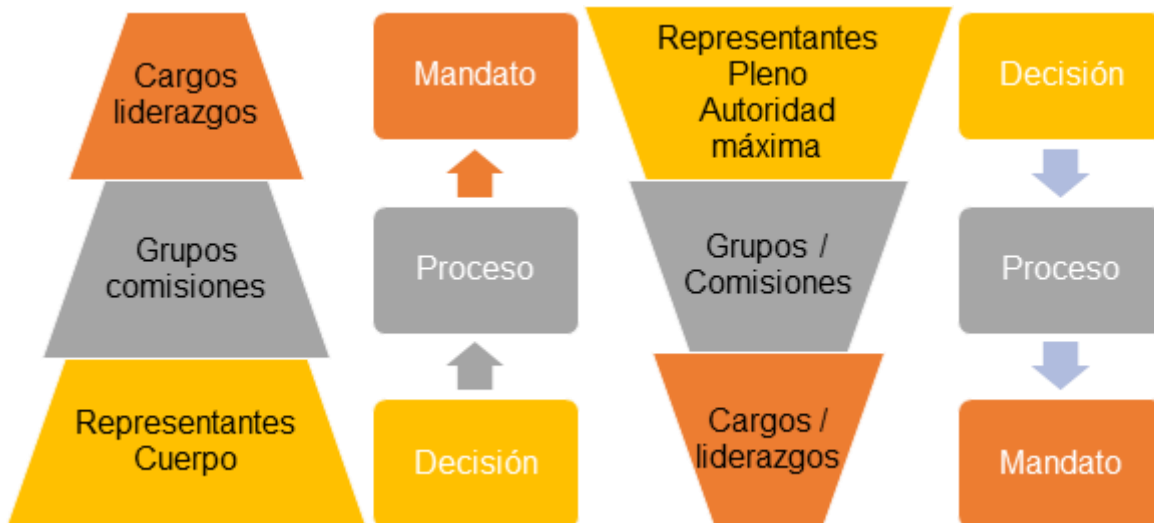 Cargos
liderazgos
Grupos
comisiones
Representantes
Cuerpo
Mandato
Proceso
Decisión
Representantes
Pleno
Autoridad
máxima
Grupos /
Comisiones
Cargos /
liderazgos
Decisión
Proceso
Mandato